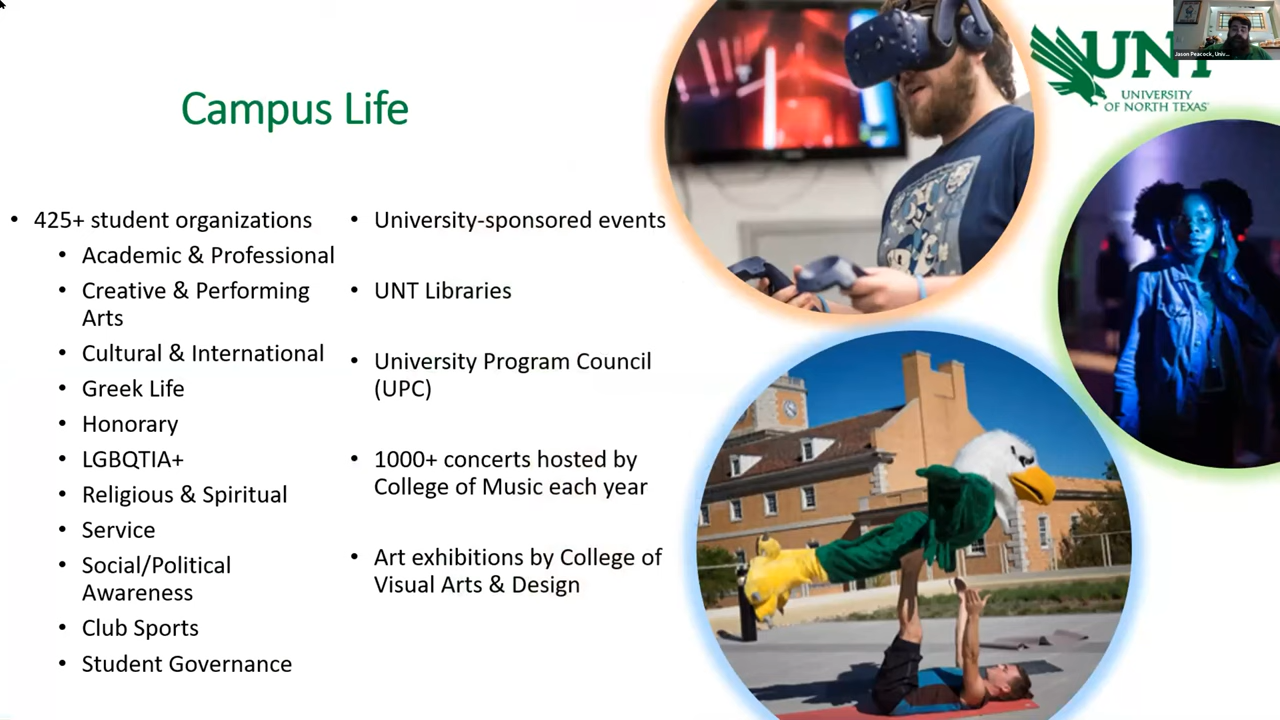 Campus Life
425+ student organizations
Academic & Professional
Creative & Performing
Arts
Cultural & International
Greek Life
Honorary
LGBQTIA+
Religious & Spiritual
Service
Social/Political
Awareness
Club Sports
Student Governance
University-sponsored events
UNT Libraries
University Program Council
(UPC)
1000+ concerts hosted by
College of Music each year
Art exhibitions by College of
Visual Arts & Design
UNT
UNIVERSITY
OF NORTH TEXAS
Jason Peacock, Univ...